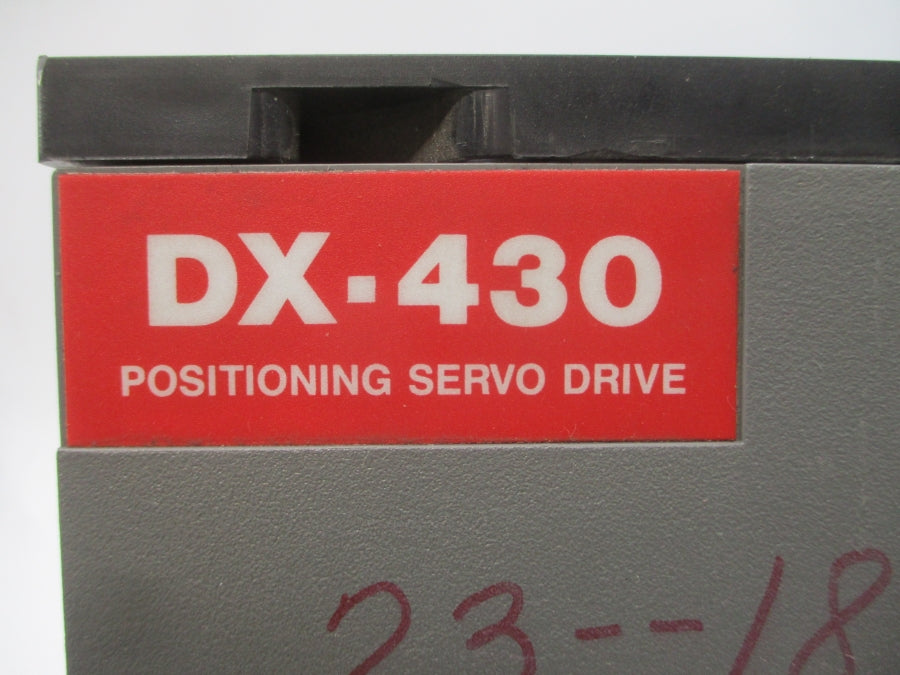 DX·430
POSITIONING SERVO DRIVE
23--18